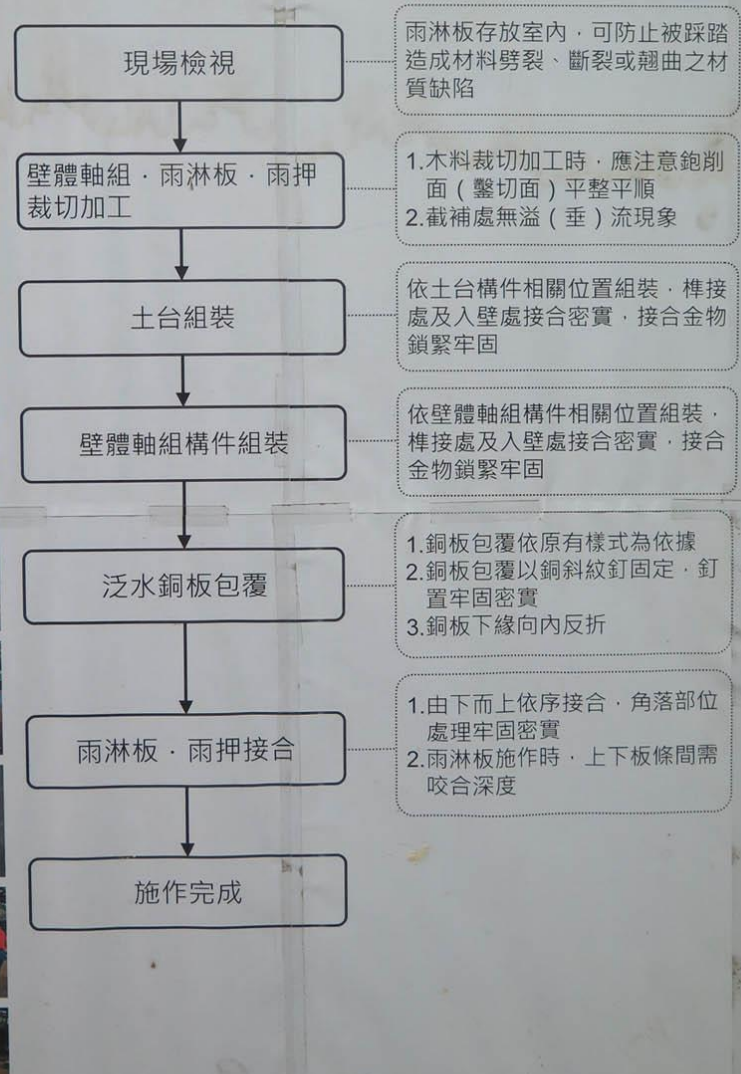 現場檢視
雨淋板存放室內，可防止被踩踏
造成材料劈裂、斷裂或翹曲之材
質缺陷
壁體軸組．雨淋板．雨押
裁切加工
1.木料裁切加工時，應注意鉋削
面（鑿切面）平整平順
2.截補處無溢（垂）流現象
土台組裝
依土台構件相關位置組裝，榫接
處及入壁處接合密實，接合金物
鎖緊牢固
壁體軸組構件組裝
依壁體軸組構件相關位置組裝，
榫接處及入壁處接合密實，接合
金物鎖緊牢固
泛水銅板包覆
1.銅板包覆依原有樣式為依據
2.銅板包覆以銅斜紋釘固定，釘
置牢固密實
3.銅板下緣向內反折
雨淋板．雨押接合
1.由下而上依序接合，角落部位
處理牢固密實
2.雨淋板施作時，上下板條間需
咬合深度
施作完成